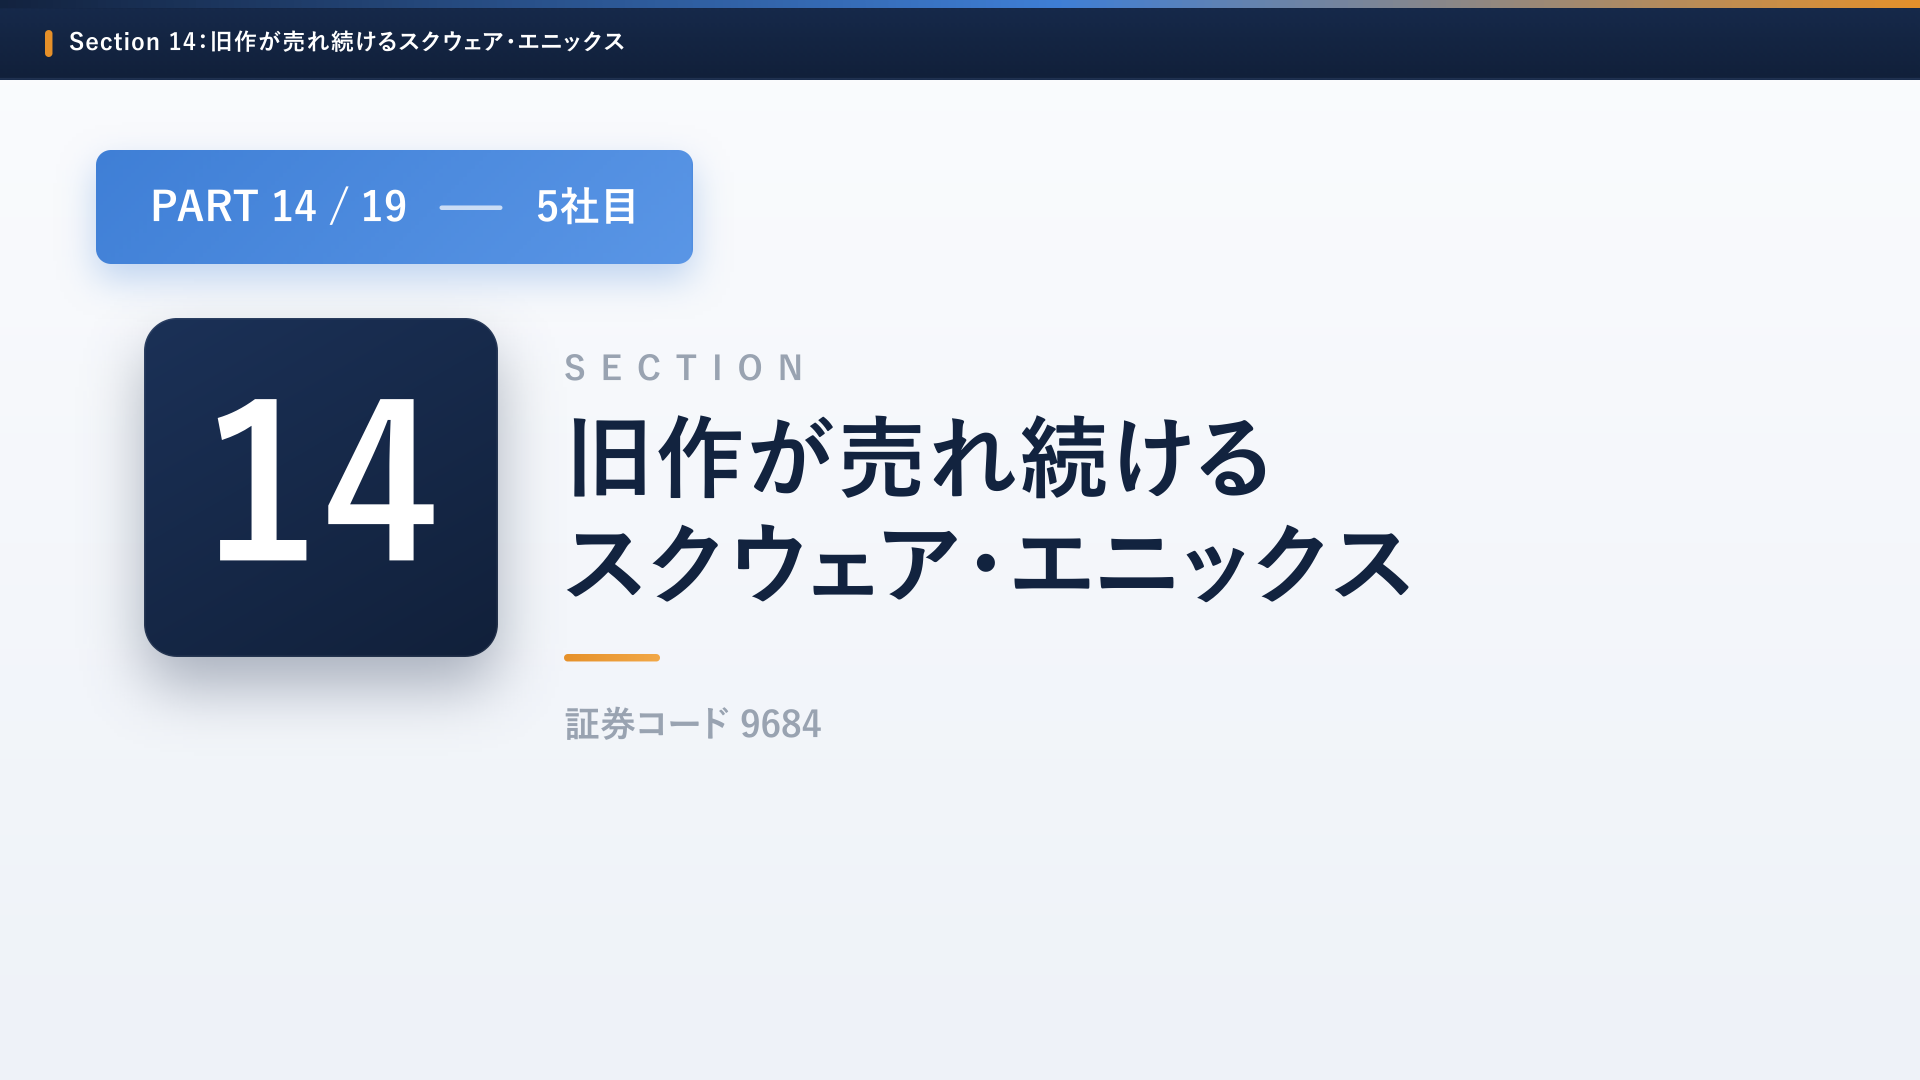 Section 14：旧作が売れ続けるスクウェア・エニックス
PART 14 / 19 — 5社目
14
SECTION
旧作が売れ続ける
スクウェア・エニックス
証券コード 9684